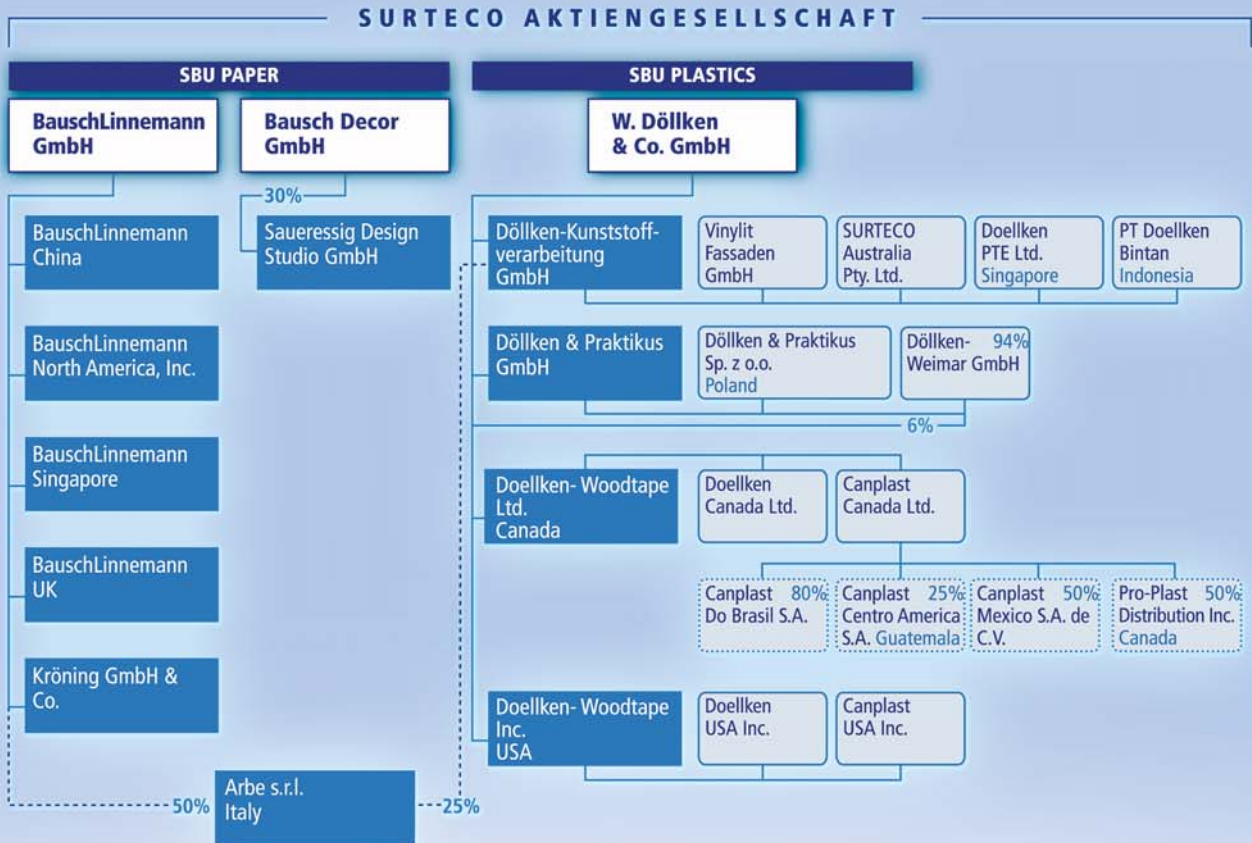 SURTECO AKTIENGESELLSCHAFT
SBU PAPER
BauschLinnemann
GmbH
Bausch Decor
GmbH
BauschLinnemann
China
BauschLinnemann
North America, Inc.
BauschLinnemann
Singapore
BauschLinnemann
UK
Kröning GmbH &
Co.
30%
Saueressig Design
Studio GmbH
50%
Arbe s.r.l.
Italy
25%
SBU PLASTICS
W. Döllken
& Co. GmbH
Döllken-Kunststoff-
verarbeitung
GmbH
Vinylit
Fassaden
GmbH
SURTECO
Australia
Pty. Ltd.
Doellken
PTE Ltd.
Singapore
PT Doellken
Bintan
Indonesia
Döllken & Praktikus
GmbH
Döllken & Praktikus
Sp. z o.o.
Poland
Döllken- 94%
Weimar GmbH
6%
Doellken- Woodtape
Ltd.
Canada
Doellken
Canada Ltd.
Canplast
Canada Ltd.
Canplast 80%
Do Brasil S.A.
Canplast 25%
Centro America
S.A. Guatemala
Canplast 50%
Mexico S.A. de
C.V.
Pro-Plast 50%
Distribution Inc.
Canada
Doellken- Woodtape
Inc.
USA
Doellken
USA Inc.
Canplast
USA Inc.